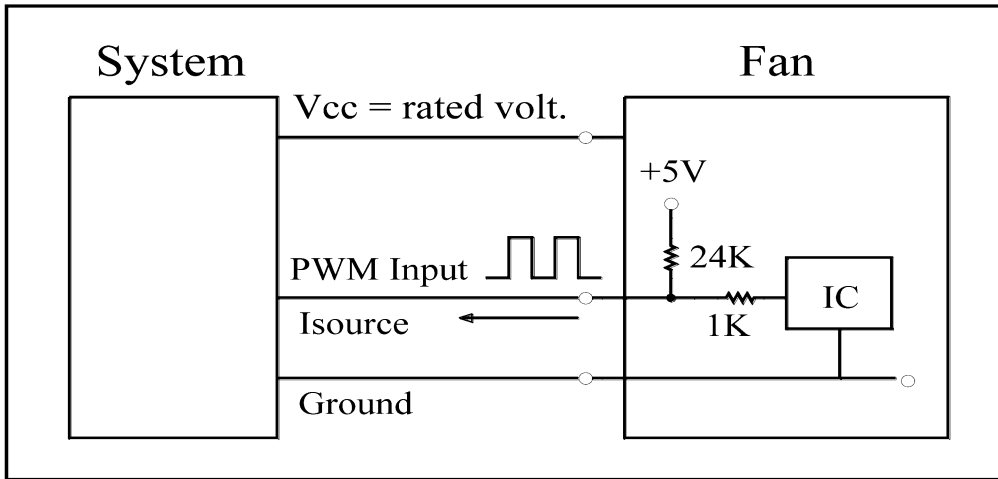 System
Fan
Vcc = rated volt.
+5V
24K
PWM Input
1K
IC
Isource
Ground